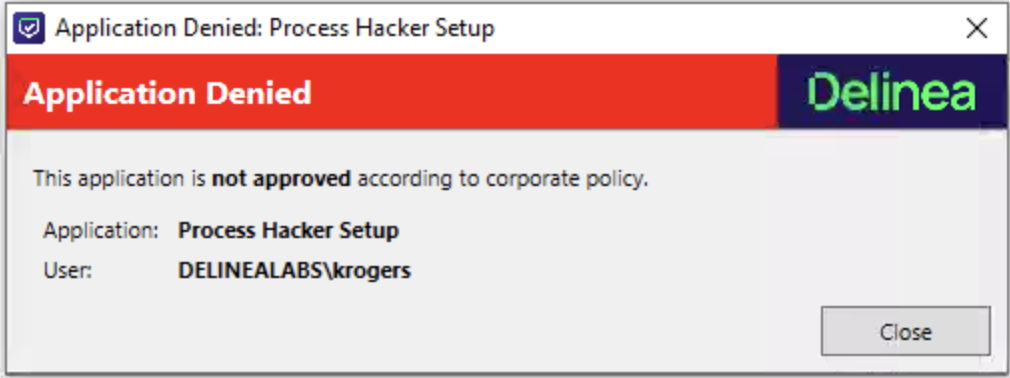 Application Denied: Process Hacker Setup
Application Denied
Delinea
This application is not approved according to corporate policy.
Application: Process Hacker Setup
User: DELINEALABS\krogers
Close